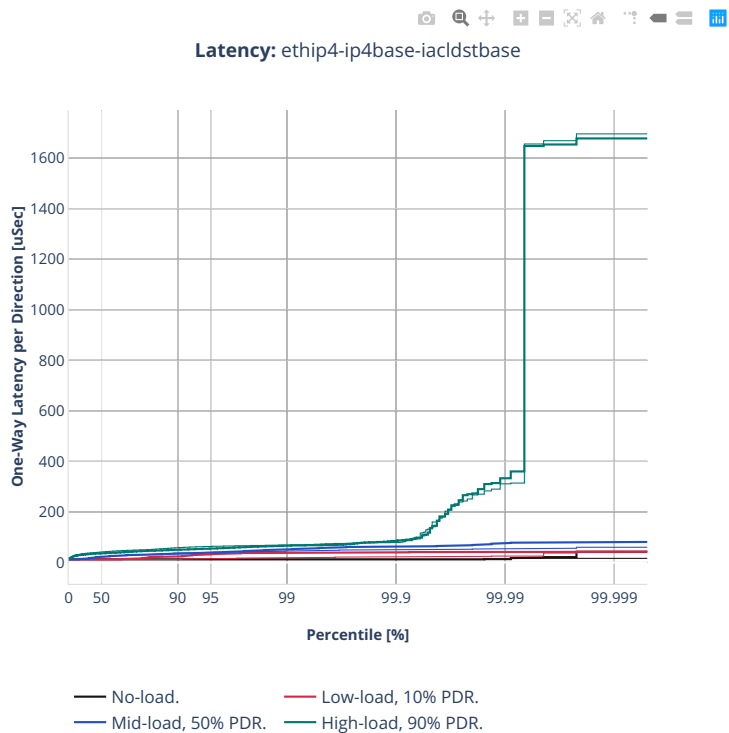 Latency: ethip4-ip4base-iacldstbase
One-Way Latency per Direction [uSec]
1600
1400
1200
1000
800
600
400
200
0
0 50 90 95 99 99.9 99.99 99.999
Percentile [%]
No-load. Low-load, 10% PDR.
Mid-load, 50% PDR. High-load, 90% PDR.